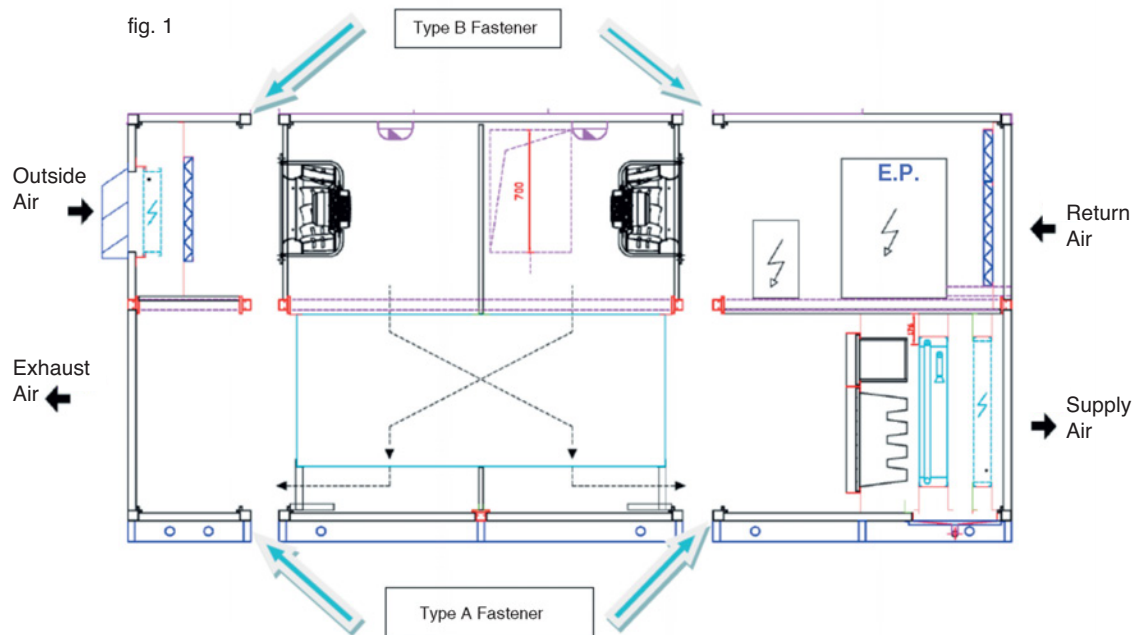 fig. 1
Type B Fastener
Outside
Air
700
E.P.
Return
Air
Exhaust
Air
Supply
Air
Type A Fastener